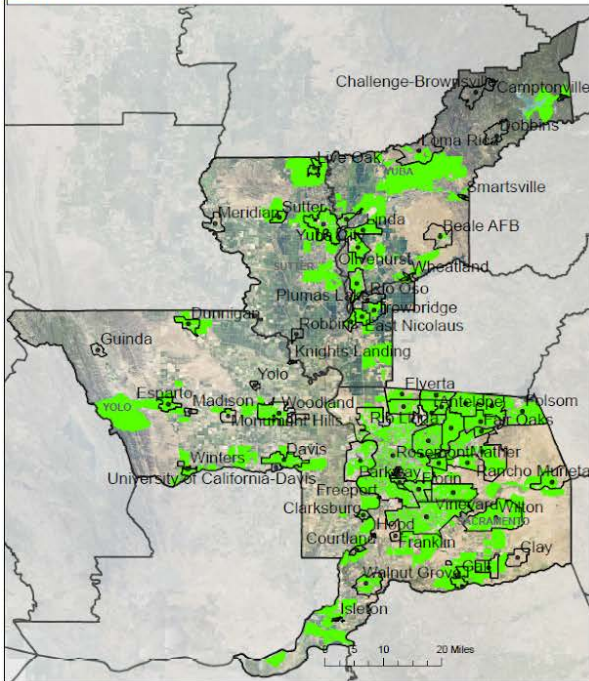 Challenge-Brownsville
Camptonville
Dobbins
Loma Rica
Live Oak
YUBA
Smartsville
Meridian
Sutter
Linda
Beale AFB
Yuba City
Olivehurst
SUTTER
Wheatland
Plumas Lake
Rio Oso
Trowbridge
Dunnigan
Robbins
East Nicolaus
Guinda
Knights Landing
Yolo
Elverta
Esparto
Madison
Woodland
Antelope
Folsom
YOLO
Monument Hills
Rio Linda
Fair Oaks
Winters
Davis
Rosemont
Mather
University of California-Davis
Parkway
Rancho Murieta
Freeport
Florin
Clarksburg
Vineyard
Wilton
Hood
SACRAMENTO
Courtland
Franklin
Clay
Walnut Grove
Galt
Isleton
0 5 10 20 Miles